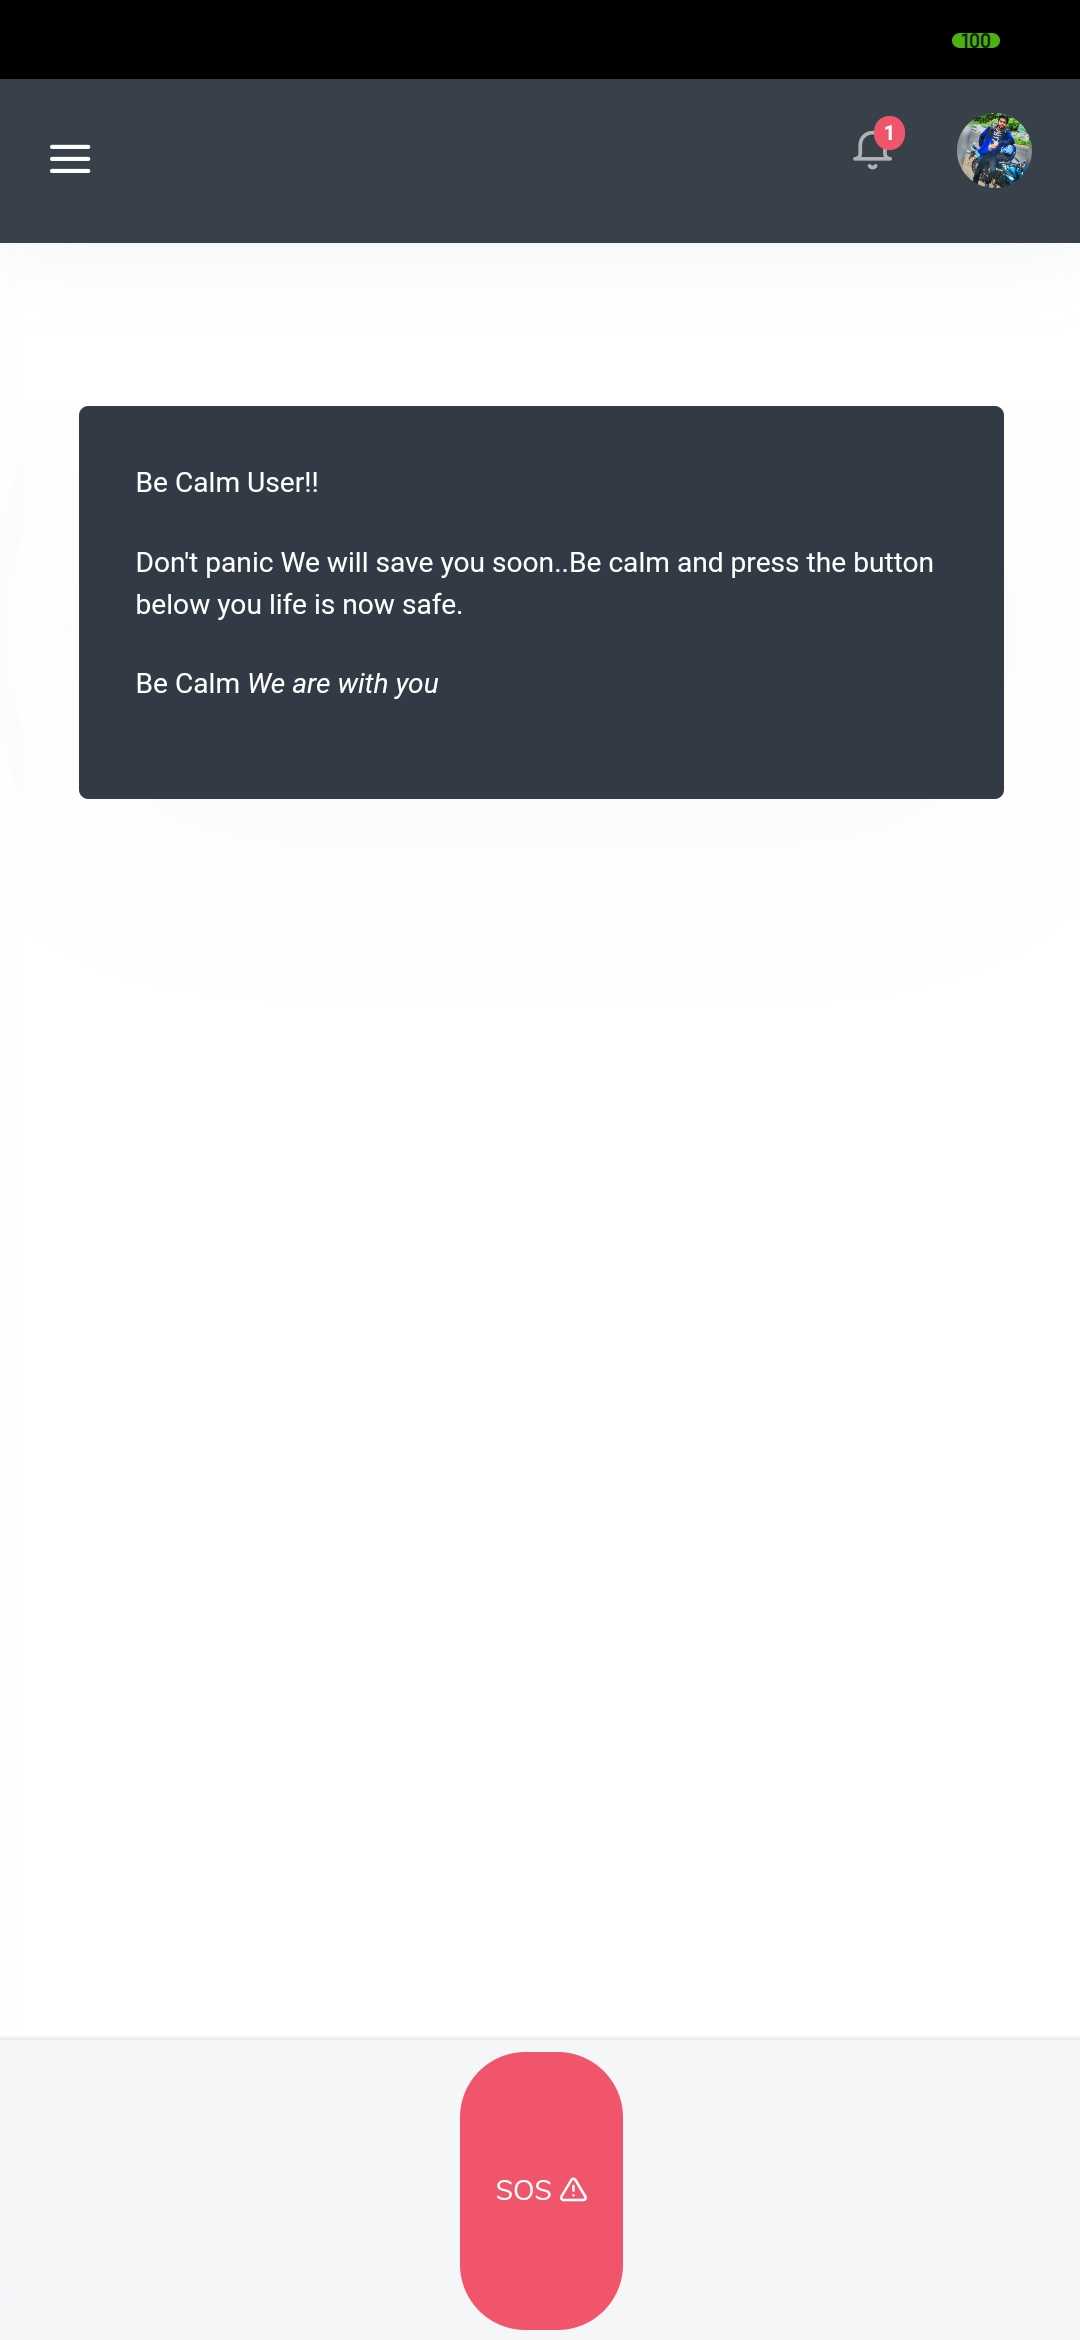 100
1
Be Calm User!!
Don't panic We will save you soon..Be calm and press the button
below you life is now safe.
Be Calm We are with you
SOS